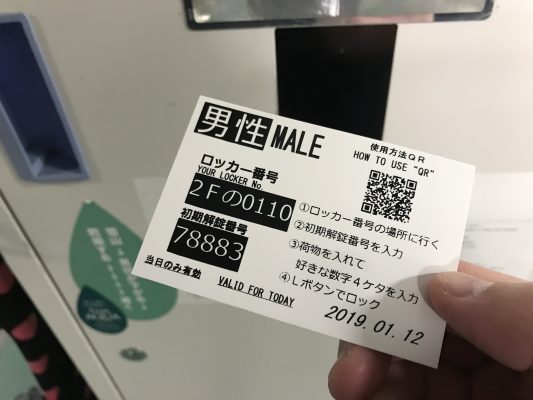 男性 MALE
使用方法QR
HOW TO USE "QR"
ロッカー番号
YOUR LOCKER No.
2Fの0110
初期解錠番号
78883
当日のみ有効
VALID FOR TODAY
①ロッカー番号の場所に行く
②初期解錠番号を入力
③荷物を入れて
好きな数字4ケタを入力
④Lボタンでロック
2019.01.12